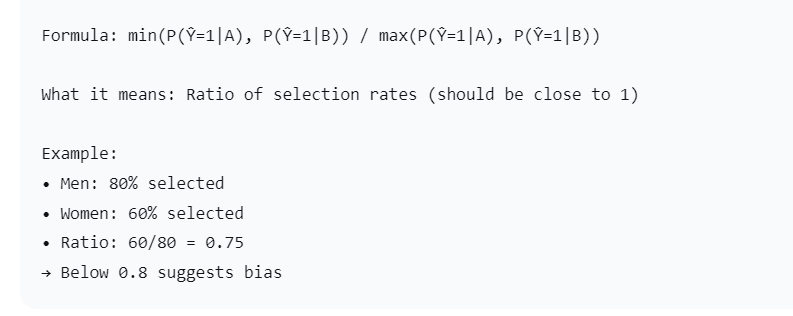 Formula: min(P(Ŷ=1|A), P(Ŷ=1|B)) / max(P(Ŷ=1|A), P(Ŷ=1|B))
What it means: Ratio of selection rates (should be close to 1)
Example:
• Men: 80% selected
• Women: 60% selected
• Ratio: 60/80 = 0.75
→ Below 0.8 suggests bias